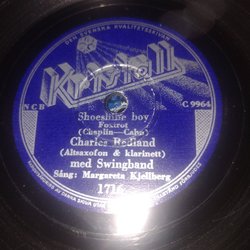 DEN SVENSKA KVALITETSSKIVAN
Kristall
NCB
C 9964
Shoeshine boy
Foxtrot
(Chaplin—Cahn)
Charles Redland
(Altsaxofon & klarinett)
med Swingband
Sång: Margareta Kjellberg
1716